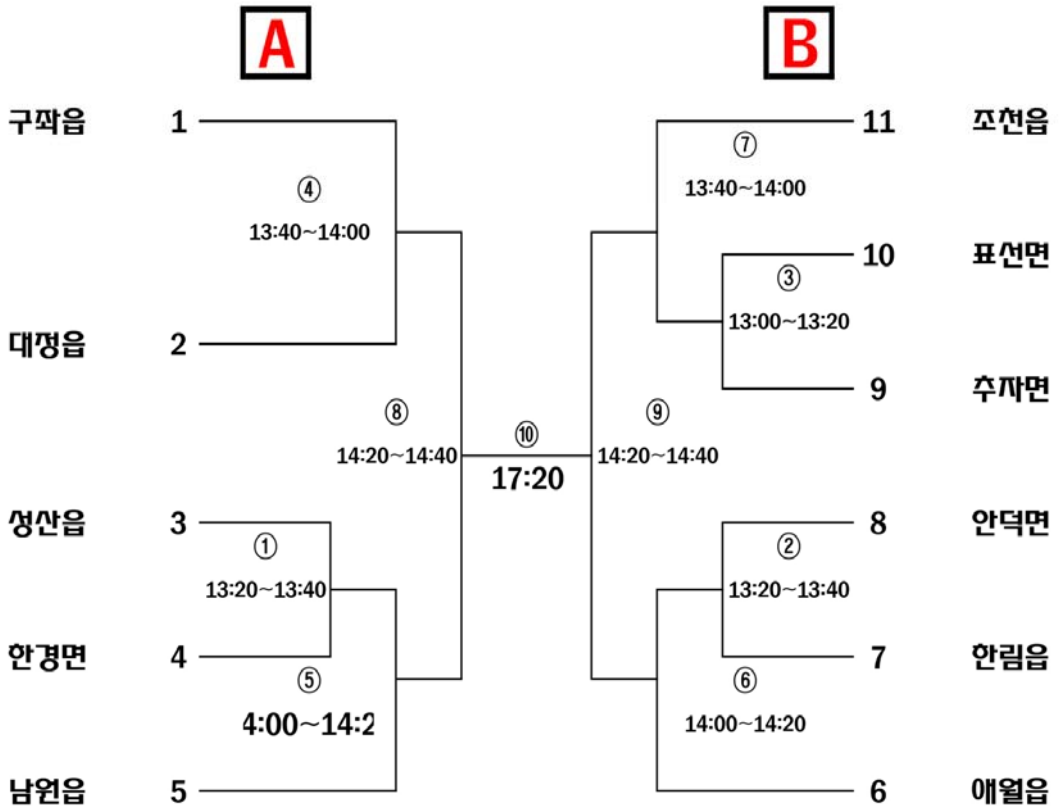 A B
구좌읍 1 11 조천읍
⑦
④ 13:40~14:00
13:40~14:00
10 표선면
③
13:00~13:20
대정읍 2
9 추자면
⑧ ⑩ ⑨
14:20~14:40 17:20 14:20~14:40
성산읍 3 8 안덕면
① ②
13:20~13:40 13:20~13:40
한경면 4 7 한림읍
⑤ ⑥
4:00~14:2 14:00~14:20
남원읍 5 6 애월읍